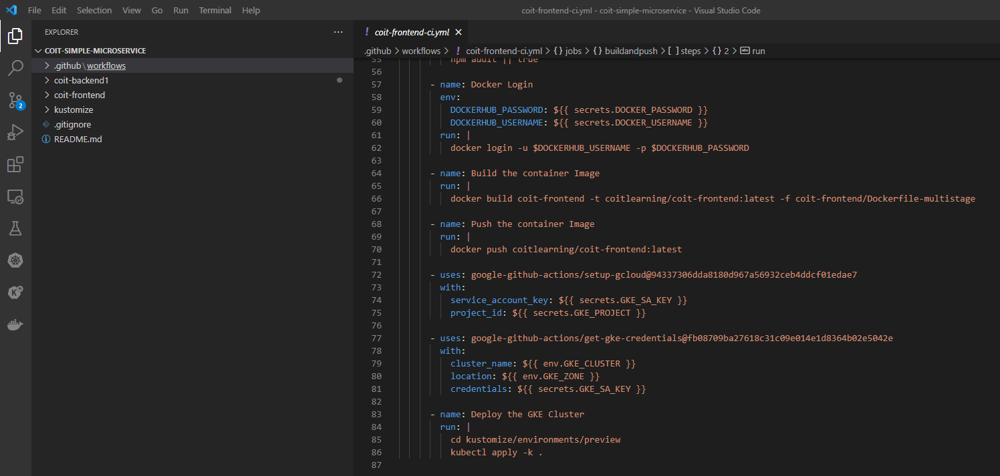 File Edit Selection View Go Run Terminal Help
coit-frontend-ci.yml - coit-simple-microservice - Visual Studio Code
EXPLORER
COIT-SIMPLE-MICROSERVICE
.github\workflows
coit-backend1
coit-frontend
kustomize
.gitignore
README.md
2
! coit-frontend-ci.yml
.github > workflows > ! coit-frontend-ci.yml > {} jobs > {} buildandpush > [ ] steps > {} 2 > abc run
55 npm audit || true
56
57 - name: Docker Login
58 env:
59 DOCKERHUB_PASSWORD: ${{ secrets.DOCKER_PASSWORD }}
60 DOCKERHUB_USERNAME: ${{ secrets.DOCKER_USERNAME }}
61 run: |
62 docker login -u $DOCKERHUB_USERNAME -p $DOCKERHUB_PASSWORD
63
64 - name: Build the container Image
65 run: |
66 docker build coit-frontend -t coitlearning/coit-frontend:latest -f coit-frontend/Dockerfile-multistage
67
68 - name: Push the container Image
69 run: |
70 docker push coitlearning/coit-frontend:latest
71
72 - uses: google-github-actions/setup-gcloud@94337306dda8180d967a56932ceb4ddcf01edae7
73 with:
74 service_account_key: ${{ secrets.GKE_SA_KEY }}
75 project_id: ${{ secrets.GKE_PROJECT }}
76
77 - uses: google-github-actions/get-gke-credentials@fb08709ba27618c31c09e014e1d8364b02e5042e
78 with:
79 cluster_name: ${{ env.GKE_CLUSTER }}
80 location: ${{ env.GKE_ZONE }}
81 credentials: ${{ secrets.GKE_SA_KEY }}
82
83 - name: Deploy the GKE Cluster
84 run: |
85 cd kustomize/environments/preview
86 kubectl apply -k .
87